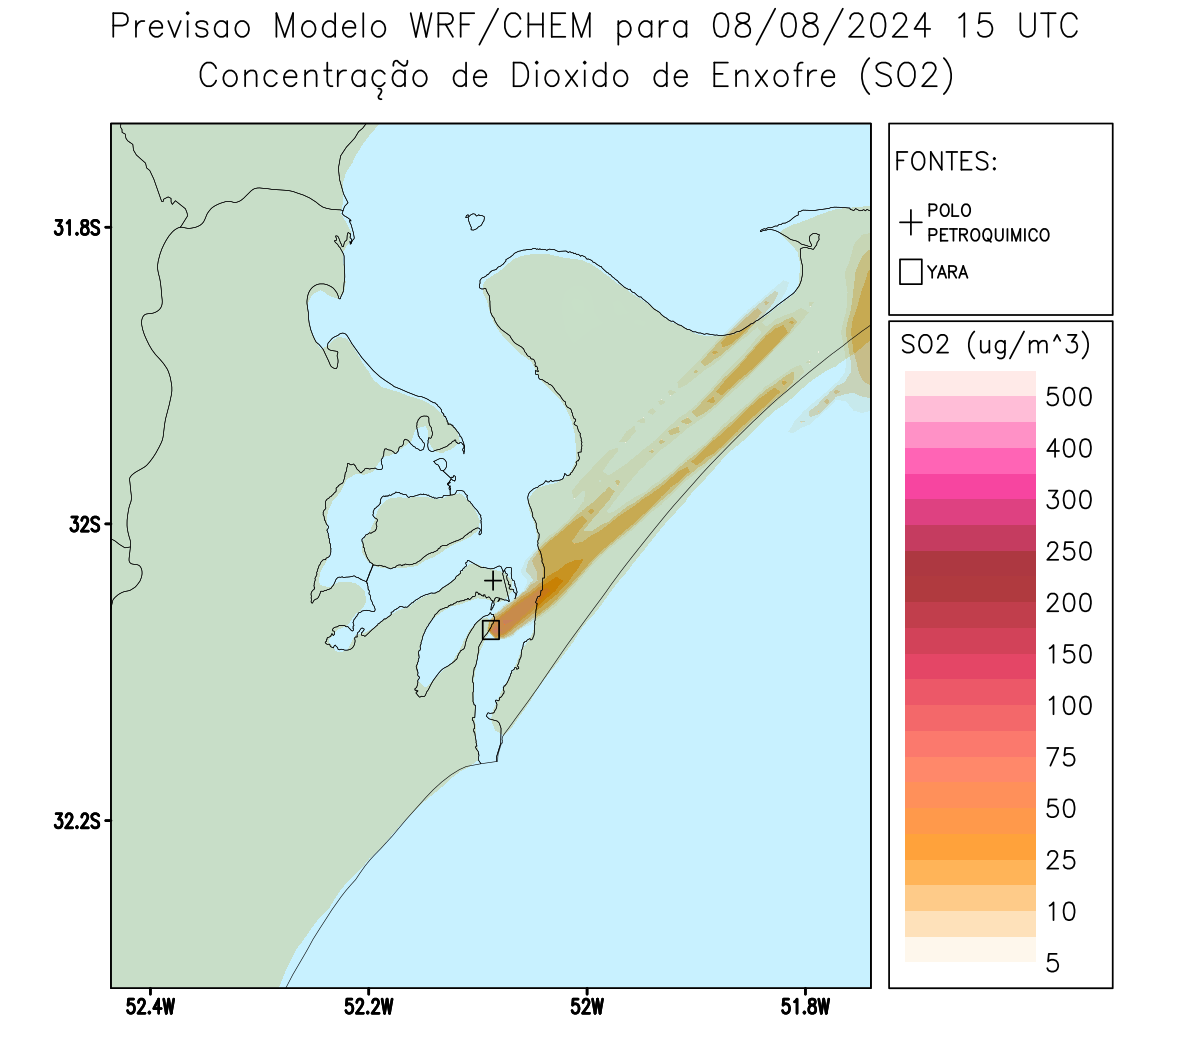 Previsao Modelo WRF/CHEM para 08/08/2024 15 UTC
Concentração de Dioxido de Enxofre (SO2)
FONTES:
POLO
PETROQUIMICO
YARA
SO2 (ug/m^3)
500
400
300
250
200
150
100
75
50
25
10
5
31.8S
32S
32.2S
52.4W
52.2W
52W
51.8W